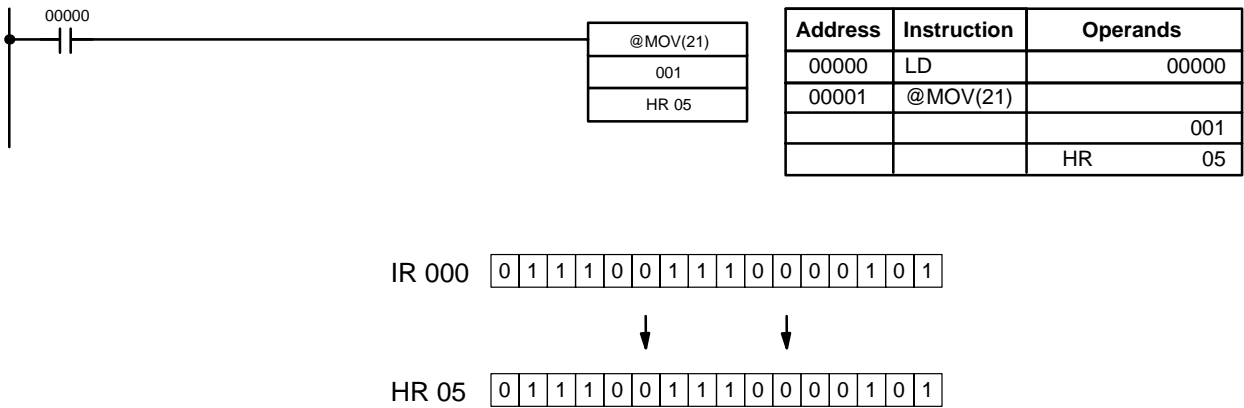 00000
@MOV(21)
001
HR 05
Address Instruction Operands
00000 LD 00000
00001 @MOV(21)
001
HR 05
IR 000 0 1 1 1 0 0 1 1 1 0 0 0 0 1 0 1
HR 05 0 1 1 1 0 0 1 1 1 0 0 0 0 1 0 1